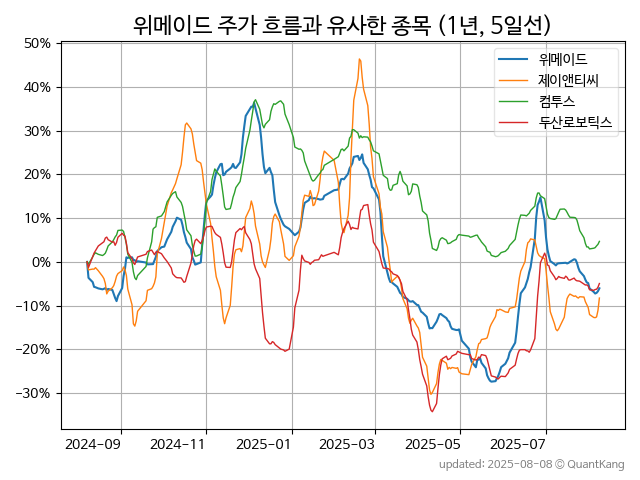 위메이드 주가 흐름과 유사한 종목 (1년, 5일선)
50%
40%
30%
20%
10%
0%
−10%
−20%
−30%
위메이드
제이앤티씨
컴투스
두산로보틱스
2024-09 2024-11 2025-01 2025-03 2025-05 2025-07
updated: 2025-08-08 © QuantKang